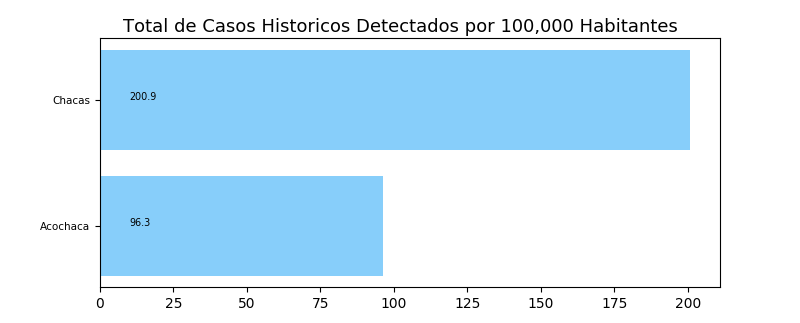 Total de Casos Historicos Detectados por 100,000 Habitantes
Chacas
200.9
Acochaca
96.3
0 25 50 75 100 125 150 175 200